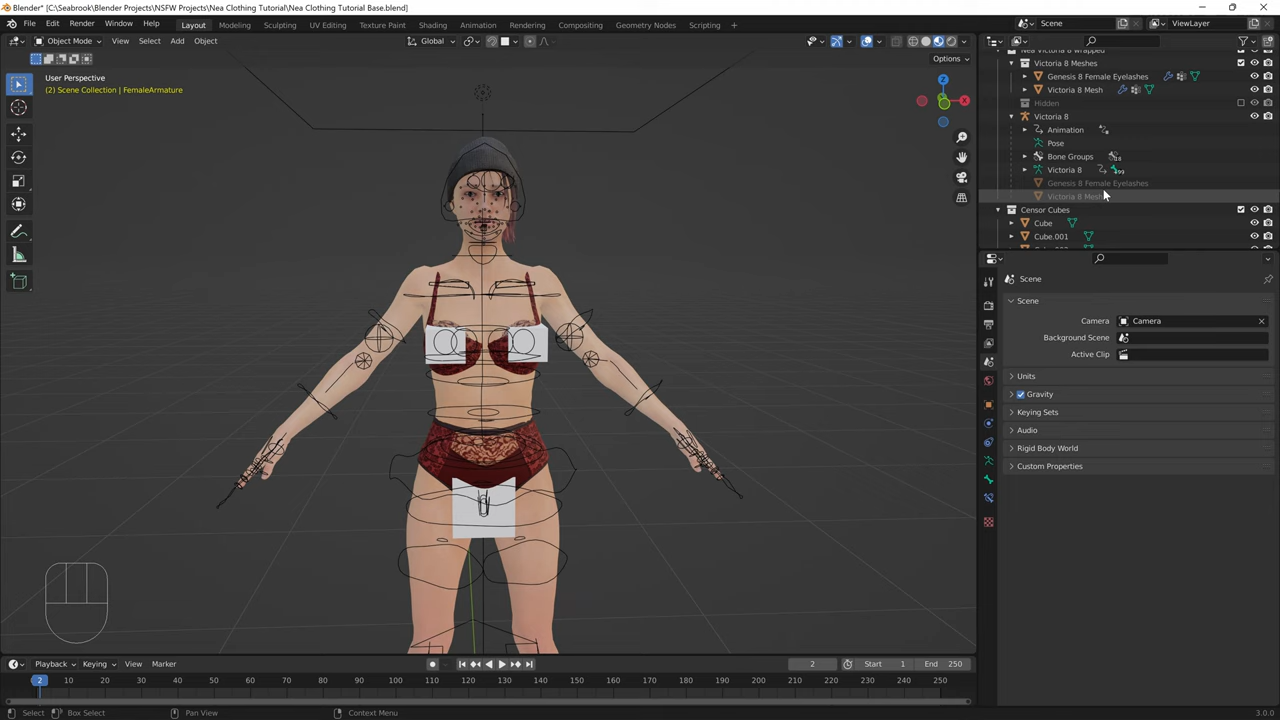 Blender* [C:\Seabrook\Blender Projects\NSFW Projects\Nea Clothing Tutorial\Nea Clothing Tutorial Base.blend]
File Edit Render Window Help Layout Modeling Sculpting UV Editing Texture Paint Shading Animation Rendering Compositing Geometry Nodes Scripting + Scene ViewLayer
Object Mode View Select Add Object Global
Options
User Perspective
(2) Scene Collection | FemaleArmature
Z
X
Nea Victoria 8 wrapped
Victoria 8 Meshes
Genesis 8 Female Eyelashes
Victoria 8 Mesh
Hidden
Victoria 8
Animation
Pose
Bone Groups 18
Victoria 8 99
Genesis 8 Female Eyelashes
Victoria 8 Mesh
Censor Cubes
Cube
Cube.001
Scene
Scene
Camera Camera
Background Scene
Active Clip
Units
Gravity
Keying Sets
Audio
Rigid Body World
Custom Properties
Playback Keying View Marker 2 Start 1 End 250
2 10 20 30 40 50 60 70 80 90 100 110 120 130 140 150 160 170 180 190 200 210 220 230 240 250
Select Box Select Pan View Context Menu 3.0.0